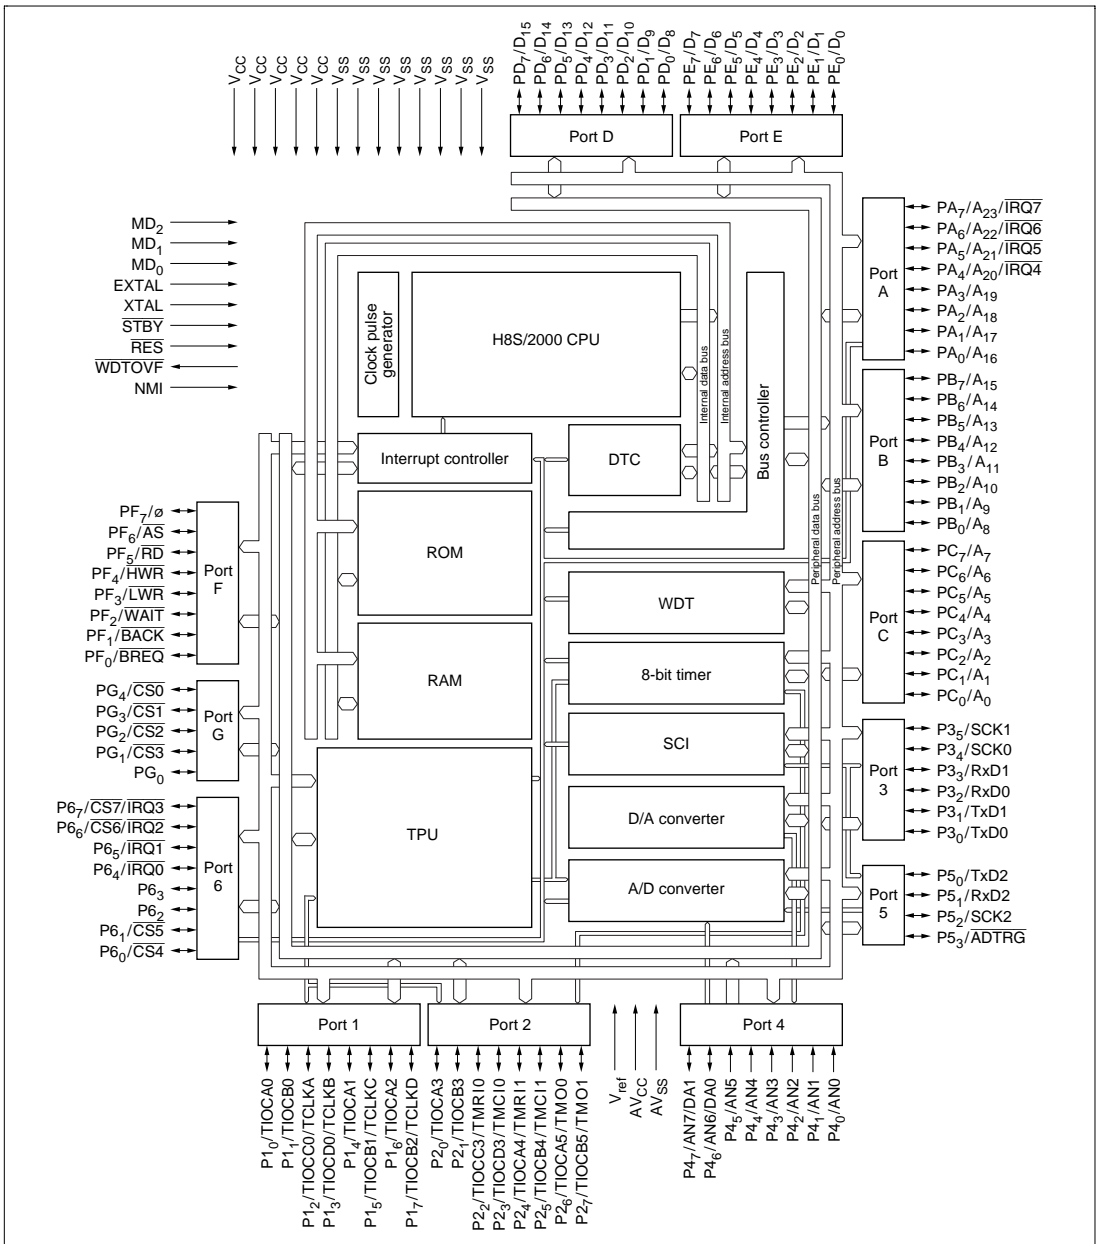 VCC
VCC
VCC
VCC
VCC
VSS
VSS
VSS
VSS
VSS
VSS
VSS
VSS
PD7/D15
PD6/D14
PD5/D13
PD4/D12
PD3/D11
PD2/D10
PD1/D9
PD0/D8
PE7/D7
PE6/D6
PE5/D5
PE4/D4
PE3/D3
PE2/D2
PE1/D1
PE0/D0
Port D
Port E
MD2
MD1
MD0
EXTAL
XTAL
STBY
RES
WDTOVF
NMI
Clock pulse generator
H8S/2000 CPU
Internal data bus
Internal address bus
Bus controller
Interrupt controller
DTC
ROM
RAM
TPU
WDT
8-bit timer
SCI
D/A converter
A/D converter
Peripheral data bus
Peripheral address bus
Port A
PA7/A23/IRQ7
PA6/A22/IRQ6
PA5/A21/IRQ5
PA4/A20/IRQ4
PA3/A19
PA2/A18
PA1/A17
PA0/A16
Port B
PB7/A15
PB6/A14
PB5/A13
PB4/A12
PB3/A11
PB2/A10
PB1/A9
PB0/A8
Port C
PC7/A7
PC6/A6
PC5/A5
PC4/A4
PC3/A3
PC2/A2
PC1/A1
PC0/A0
Port 3
P35/SCK1
P34/SCK0
P33/RxD1
P32/RxD0
P31/TxD1
P30/TxD0
Port 5
P50/TxD2
P51/RxD2
P52/SCK2
P53/ADTRG
PF7/ø
PF6/AS
PF5/RD
PF4/HWR
PF3/LWR
PF2/WAIT
PF1/BACK
PF0/BREQ
Port F
PG4/CS0
PG3/CS1
PG2/CS2
PG1/CS3
PG0
Port G
P67/CS7/IRQ3
P66/CS6/IRQ2
P65/IRQ1
P64/IRQ0
P63
P62
P61/CS5
P60/CS4
Port 6
Port 1
Port 2
Port 4
P10/TIOCA0
P11/TIOCB0
P12/TIOCC0/TCLKA
P13/TIOCD0/TCLKB
P14/TIOCA1
P15/TIOCB1/TCLKC
P16/TIOCA2
P17/TIOCB2/TCLKD
P20/TIOCA3
P21/TIOCB3
P22/TIOCC3/TMRI0
P23/TIOCD3/TMCI0
P24/TIOCA4/TMRI1
P25/TIOCB4/TMCI1
P26/TIOCA5/TMO0
P27/TIOCB5/TMO1
Vref
AVCC
AVSS
P47/AN7/DA1
P46/AN6/DA0
P45/AN5
P44/AN4
P43/AN3
P42/AN2
P41/AN1
P40/AN0